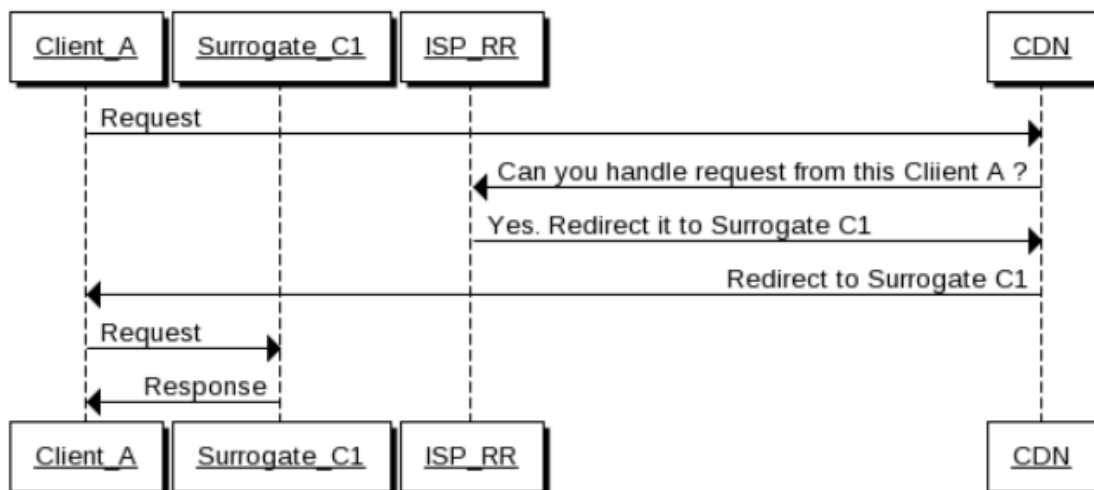 Client_A Surrogate_C1 ISP_RR CDN
Request
Can you handle request from this Cliient A ?
Yes. Redirect it to Surrogate C1
Redirect to Surrogate C1
Request
Response
Client_A Surrogate_C1 ISP_RR CDN